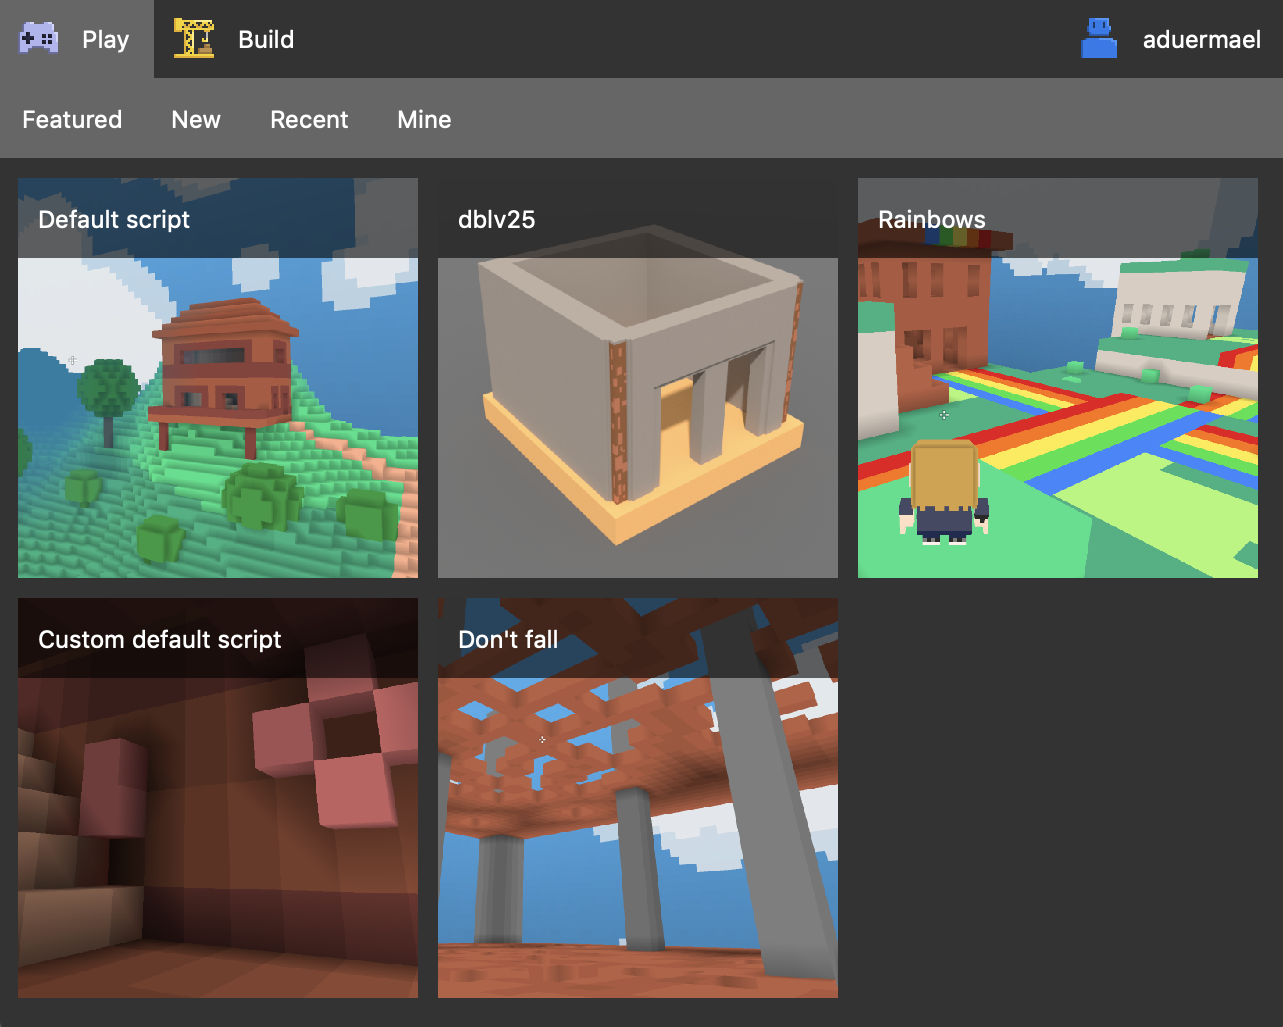 Play
Build
aduermael
Featured
New
Recent
Mine
Default script
dblv25
Rainbows
Custom default script
Don't fall